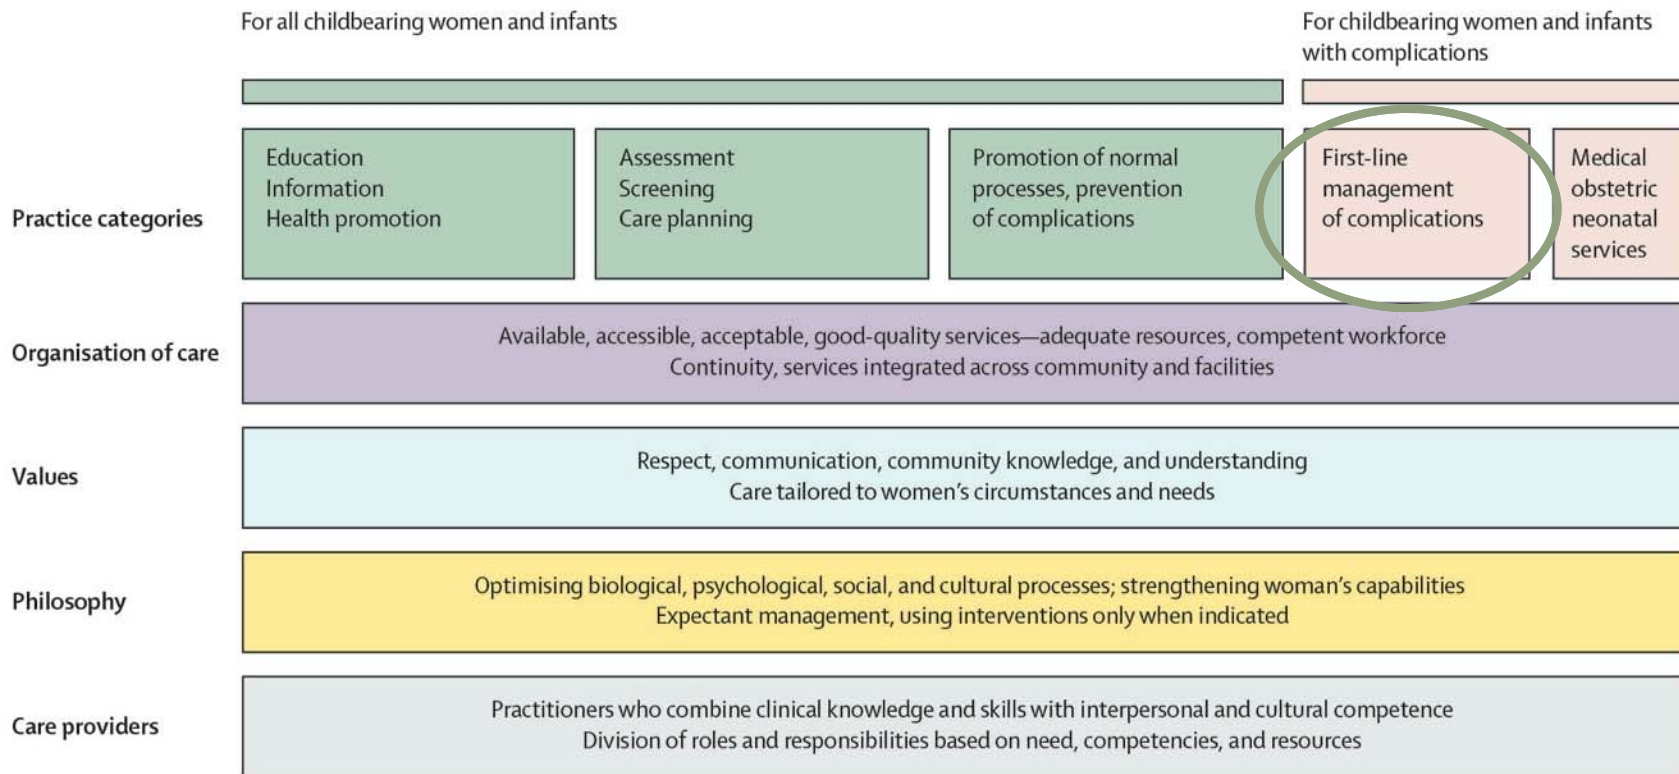 For all childbearing women and infants
For childbearing women and infants
with complications
Practice categories
Education
Information
Health promotion
Assessment
Screening
Care planning
Promotion of normal
processes, prevention
of complications
First-line
management
of complications
Medical
obstetric
neonatal
services
Organisation of care
Available, accessible, acceptable, good-quality services—adequate resources, competent workforce
Continuity, services integrated across community and facilities
Values
Respect, communication, community knowledge, and understanding
Care tailored to women's circumstances and needs
Philosophy
Optimising biological, psychological, social, and cultural processes; strengthening woman's capabilities
Expectant management, using interventions only when indicated
Care providers
Practitioners who combine clinical knowledge and skills with interpersonal and cultural competence
Division of roles and responsibilities based on need, competencies, and resources